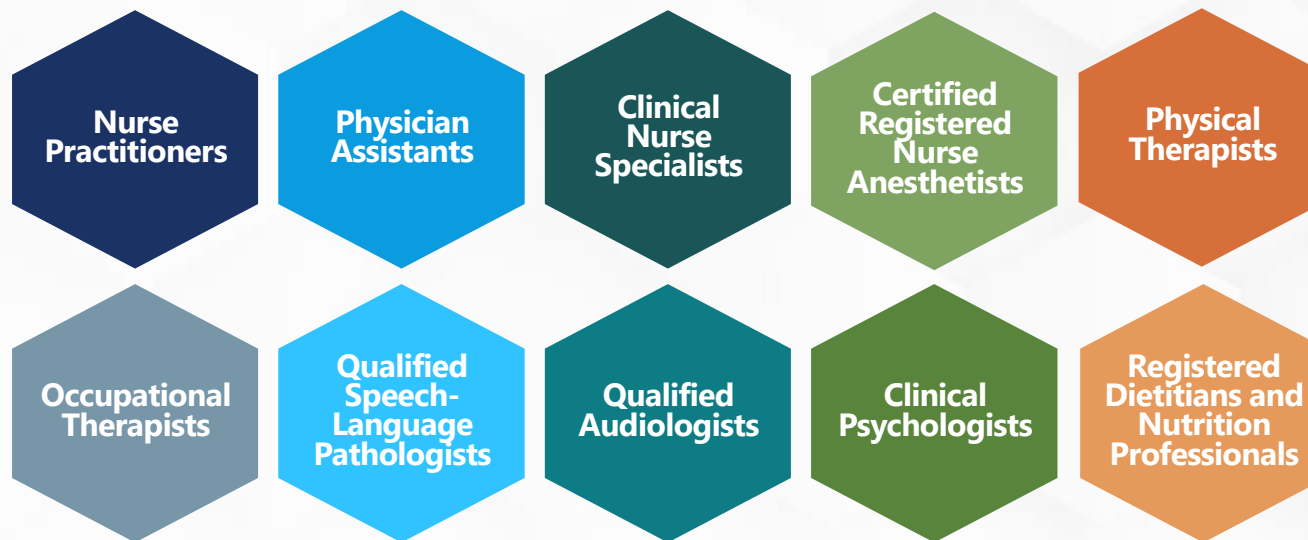 Nurse
Practitioners
Physician
Assistants
Clinical
Nurse
Specialists
Certified
Registered
Nurse
Anesthetists
Physical
Therapists
Occupational
Therapists
Qualified
Speech-
Language
Pathologists
Qualified
Audiologists
Clinical
Psychologists
Registered
Dietitians and
Nutrition
Professionals